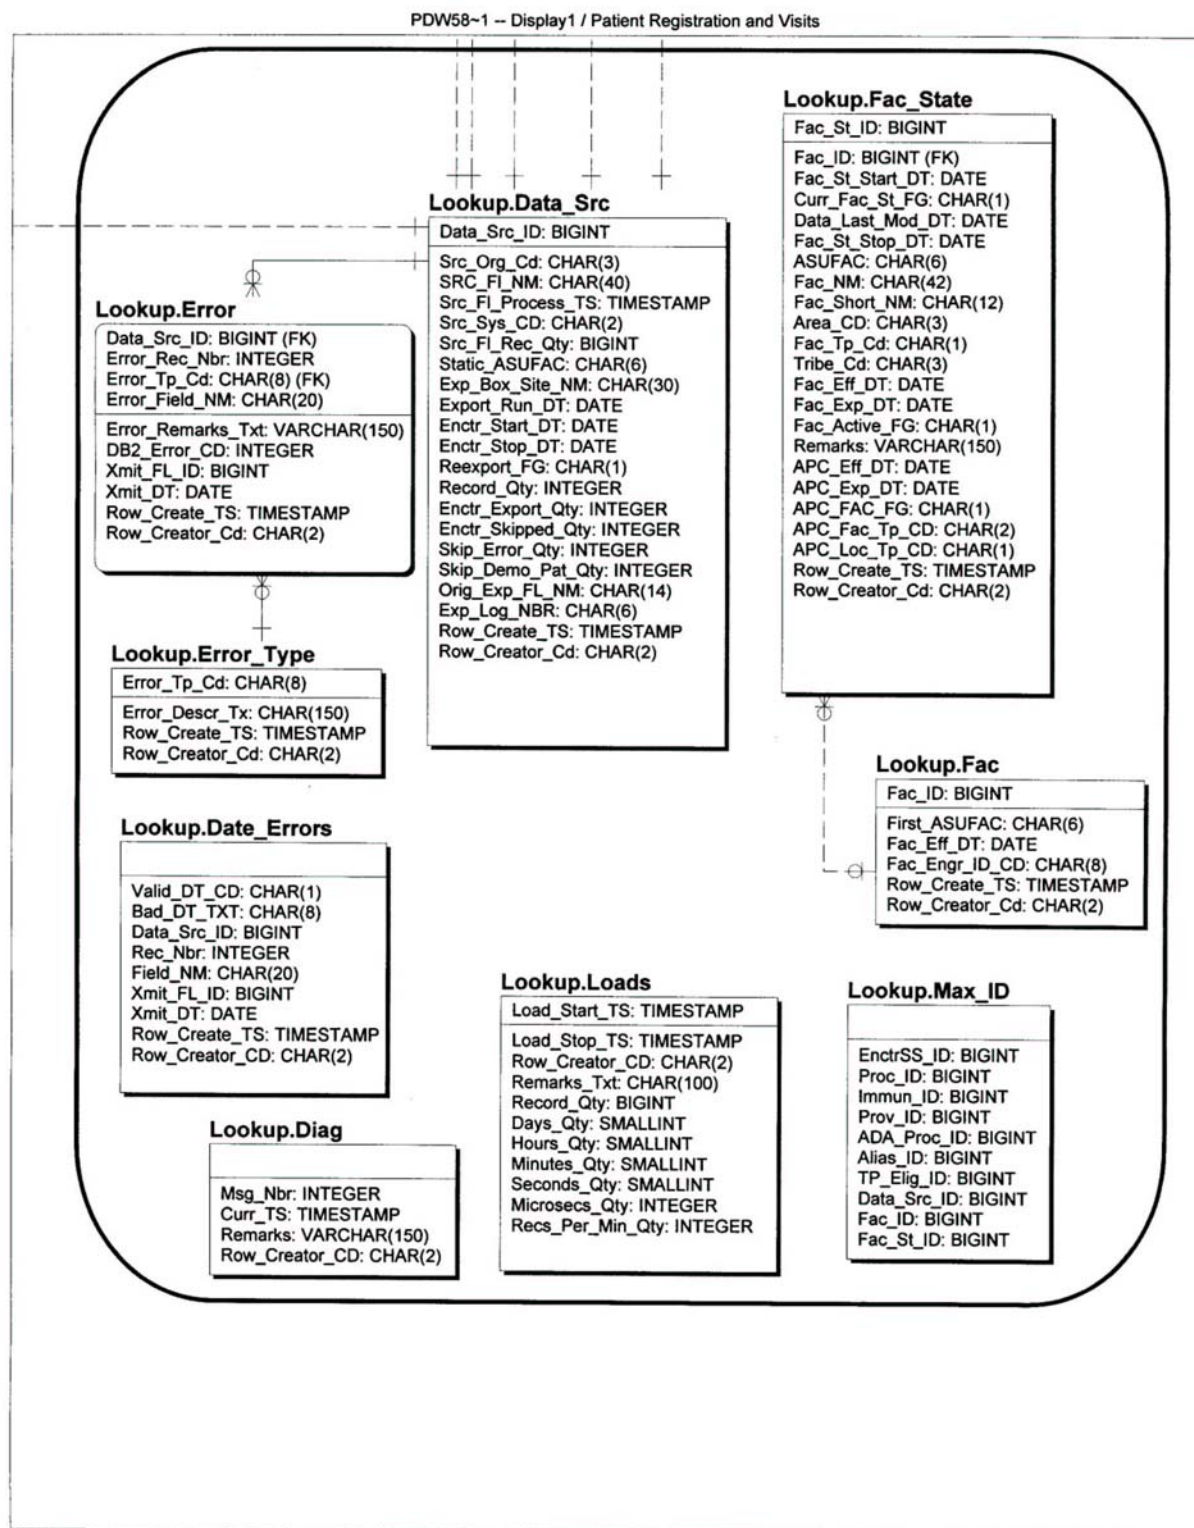 PDW58~1 -- Display1 / Patient Registration and Visits
Lookup.Fac_State
Fac_St_ID: BIGINT
Fac_ID: BIGINT (FK)
Fac_St_Start_DT: DATE
Curr_Fac_St_FG: CHAR(1)
Data_Last_Mod_DT: DATE
Fac_St_Stop_DT: DATE
ASUFAC: CHAR(6)
Fac_NM: CHAR(42)
Fac_Short_NM: CHAR(12)
Area_CD: CHAR(3)
Fac_Tp_Cd: CHAR(1)
Tribe_Cd: CHAR(3)
Fac_Eff_DT: DATE
Fac_Exp_DT: DATE
Fac_Active_FG: CHAR(1)
Remarks: VARCHAR(150)
APC_Eff_DT: DATE
APC_Exp_DT: DATE
APC_FAC_FG: CHAR(1)
APC_Fac_Tp_CD: CHAR(2)
APC_Loc_Tp_CD: CHAR(1)
Row_Create_TS: TIMESTAMP
Row_Creator_Cd: CHAR(2)
Lookup.Data_Src
Data_Src_ID: BIGINT
Src_Org_Cd: CHAR(3)
SRC_Fl_NM: CHAR(40)
Src_Fl_Process_TS: TIMESTAMP
Src_Sys_CD: CHAR(2)
Src_Fl_Rec_Qty: BIGINT
Static_ASUFAC: CHAR(6)
Exp_Box_Site_NM: CHAR(30)
Export_Run_DT: DATE
Enctr_Start_DT: DATE
Enctr_Stop_DT: DATE
Reexport_FG: CHAR(1)
Record_Qty: INTEGER
Enctr_Export_Qty: INTEGER
Enctr_Skipped_Qty: INTEGER
Skip_Error_Qty: INTEGER
Skip_Demo_Pat_Qty: INTEGER
Orig_Exp_FL_NM: CHAR(14)
Exp_Log_NBR: CHAR(6)
Row_Create_TS: TIMESTAMP
Row_Creator_Cd: CHAR(2)
Lookup.Error
Data_Src_ID: BIGINT (FK)
Error_Rec_Nbr: INTEGER
Error_Tp_Cd: CHAR(8) (FK)
Error_Field_NM: CHAR(20)
Error_Remarks_Txt: VARCHAR(150)
DB2_Error_CD: INTEGER
Xmit_FL_ID: BIGINT
Xmit_DT: DATE
Row_Create_TS: TIMESTAMP
Row_Creator_Cd: CHAR(2)
Lookup.Error_Type
Error_Tp_Cd: CHAR(8)
Error_Descr_Tx: CHAR(150)
Row_Create_TS: TIMESTAMP
Row_Creator_Cd: CHAR(2)
Lookup.Fac
Fac_ID: BIGINT
First_ASUFAC: CHAR(6)
Fac_Eff_DT: DATE
Fac_Engr_ID_CD: CHAR(8)
Row_Create_TS: TIMESTAMP
Row_Creator_Cd: CHAR(2)
Lookup.Date_Errors
Valid_DT_CD: CHAR(1)
Bad_DT_TXT: CHAR(8)
Data_Src_ID: BIGINT
Rec_Nbr: INTEGER
Field_NM: CHAR(20)
Xmit_FL_ID: BIGINT
Xmit_DT: DATE
Row_Create_TS: TIMESTAMP
Row_Creator_CD: CHAR(2)
Lookup.Loads
Load_Start_TS: TIMESTAMP
Load_Stop_TS: TIMESTAMP
Row_Creator_CD: CHAR(2)
Remarks_Txt: CHAR(100)
Record_Qty: BIGINT
Days_Qty: SMALLINT
Hours_Qty: SMALLINT
Minutes_Qty: SMALLINT
Seconds_Qty: SMALLINT
Microsecs_Qty: INTEGER
Recs_Per_Min_Qty: INTEGER
Lookup.Max_ID
EnctrSS_ID: BIGINT
Proc_ID: BIGINT
Immun_ID: BIGINT
Prov_ID: BIGINT
ADA_Proc_ID: BIGINT
Alias_ID: BIGINT
TP_Elig_ID: BIGINT
Data_Src_ID: BIGINT
Fac_ID: BIGINT
Fac_St_ID: BIGINT
Lookup.Diag
Msg_Nbr: INTEGER
Curr_TS: TIMESTAMP
Remarks: VARCHAR(150)
Row_Creator_CD: CHAR(2)